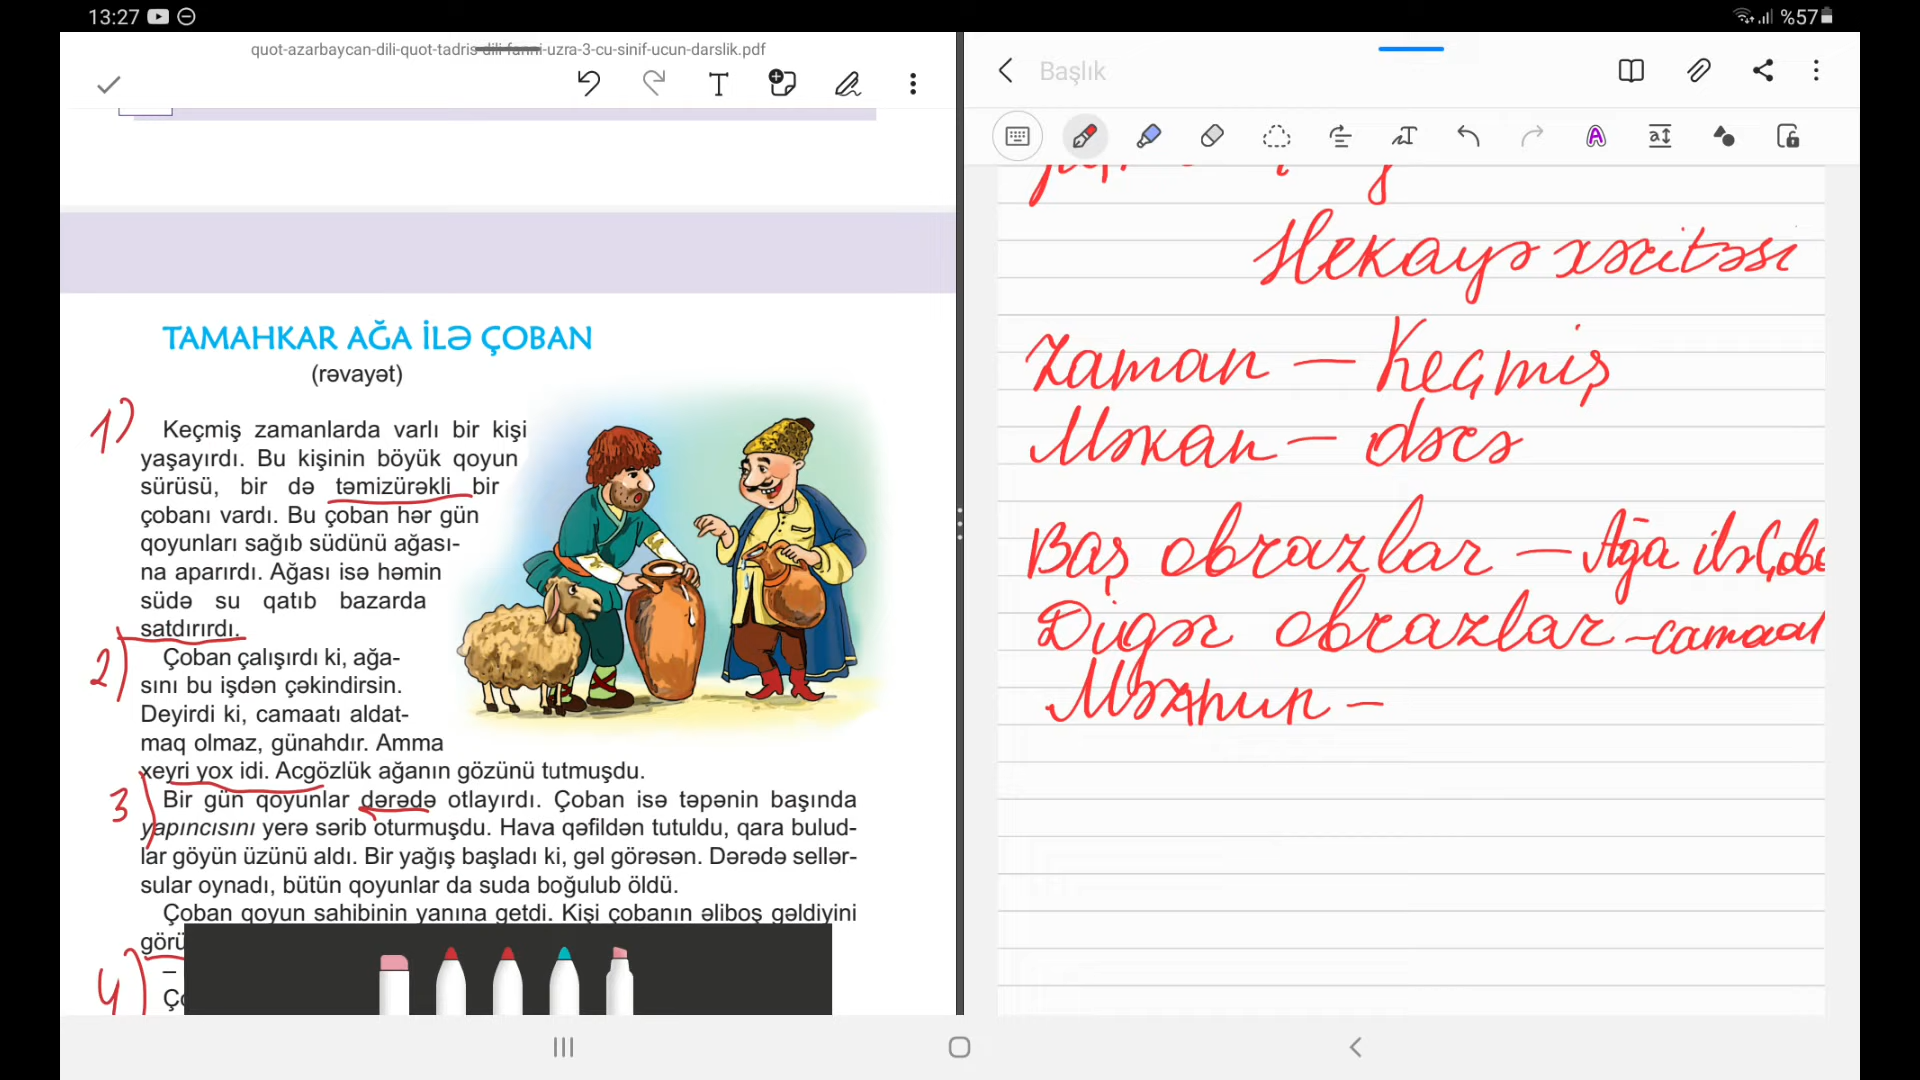 13:27
%57
quot-azarbaycan-dili-quot-tadris-dili-fanni-uzra-3-cu-sinif-ucun-darslik.pdf
TAMAHKAR AĞA İLƏ ÇOBAN
(rəvayət)
1)
Keçmiş zamanlarda varlı bir kişi
yaşayırdı. Bu kişinin böyük qoyun
sürüsü, bir də təmizürəkli bir
çobanı vardı. Bu çoban hər gün
qoyunları sağıb südünü ağası-
na aparırdı. Ağası isə həmin
südə su qatıb bazarda
satdırırdı.
2)
Çoban çalışırdı ki, ağa-
sını bu işdən çəkindirsin.
Deyirdi ki, camaatı aldat-
maq olmaz, günahdır. Amma
xeyri yox idi. Acgözlük ağanın gözünü tutmuşdu.
3)
Bir gün qoyunlar dərədə otlayırdı. Çoban isə təpənin başında
yapıncısını yerə sərib oturmuşdu. Hava qəfildən tutuldu, qara bulud-
lar göyün üzünü aldı. Bir yağış başladı ki, gəl görəsən. Dərədə sellər-
sular oynadı, bütün qoyunlar da suda boğulub öldü.
Çoban qoyun sahibinin yanına getdi. Kişi çobanın əliboş gəldiyini
görü
–
4)
Ço
Başlık
Hekayə xəritəsi
Zaman – Keçmiş
Məkan – dərə
Baş obrazlar – Ağa ilə Çoba
Digər obrazlar – camaat